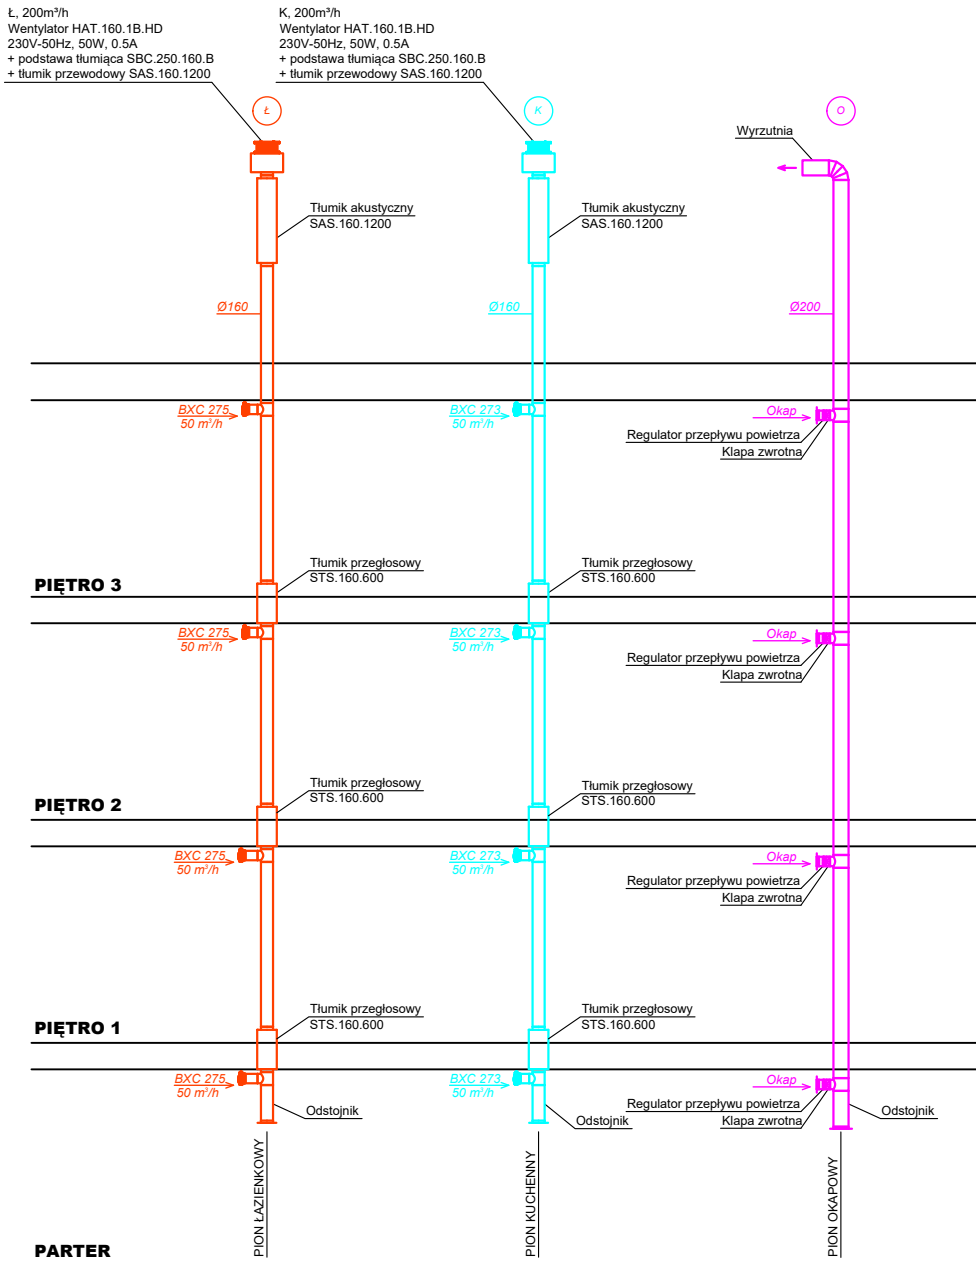 Ł, 200m³/h
Wentylator HAT.160.1B.HD
230V-50Hz, 50W, 0.5A
+ podstawa tłumiąca SBC.250.160.B
+ tłumik przewodowy SAS.160.1200
K, 200m³/h
Wentylator HAT.160.1B.HD
230V-50Hz, 50W, 0.5A
+ podstawa tłumiąca SBC.250.160.B
+ tłumik przewodowy SAS.160.1200
Ł
K
O
Wyrzutnia
Tłumik akustyczny
SAS.160.1200
Tłumik akustyczny
SAS.160.1200
Ø160
Ø160
Ø200
BXC 275
50 m³/h
BXC 273
50 m³/h
Okap
Regulator przepływu powietrza
Klapa zwrotna
Tłumik przegłosowy
STS.160.600
Tłumik przegłosowy
STS.160.600
PIĘTRO 3
BXC 275
50 m³/h
BXC 273
50 m³/h
Okap
Regulator przepływu powietrza
Klapa zwrotna
Tłumik przegłosowy
STS.160.600
Tłumik przegłosowy
STS.160.600
PIĘTRO 2
BXC 275
50 m³/h
BXC 273
50 m³/h
Okap
Regulator przepływu powietrza
Klapa zwrotna
Tłumik przegłosowy
STS.160.600
Tłumik przegłosowy
STS.160.600
PIĘTRO 1
BXC 275
50 m³/h
BXC 273
50 m³/h
Okap
Regulator przepływu powietrza
Klapa zwrotna
Odstojnik
Odstojnik
Odstojnik
PION ŁAZIENKOWY
PION KUCHENNY
PION OKAPOWY
PARTER